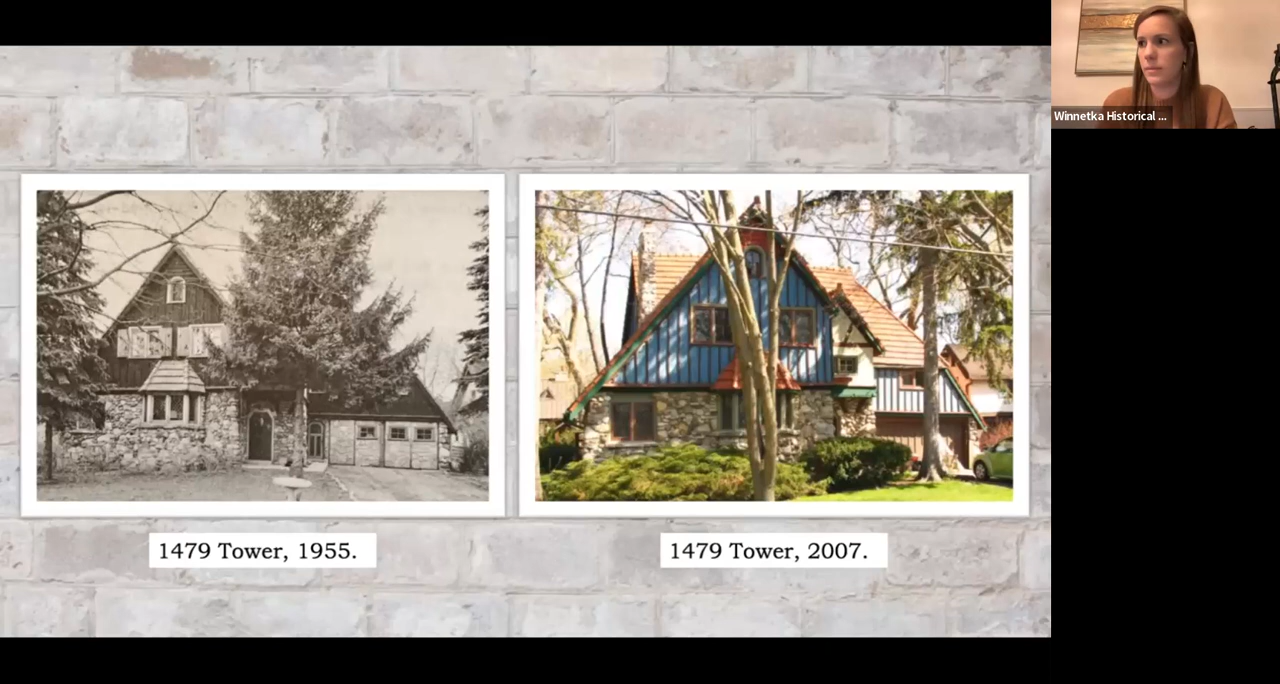 Winnetka Historical ...
1479 Tower, 1955.
1479 Tower, 2007.